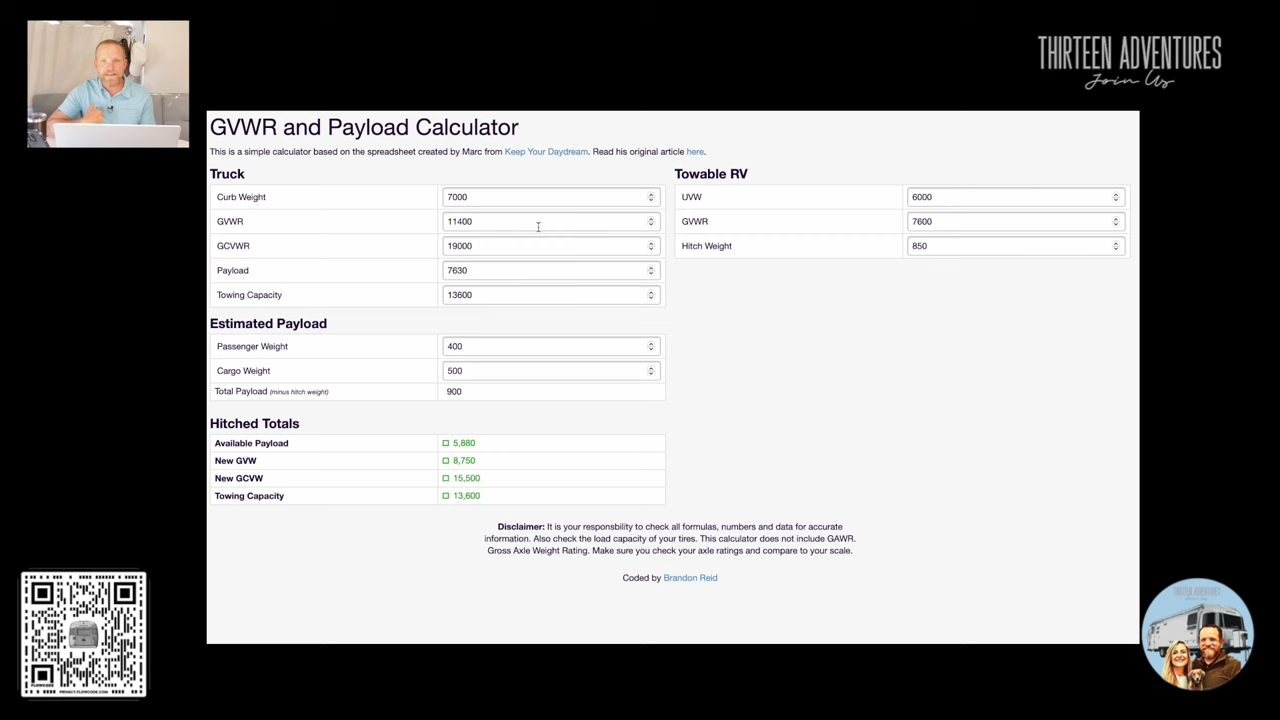 THIRTEEN ADVENTURES
Join Us
GVWR and Payload Calculator
This is a simple calculator based on the spreadsheet created by Marc from Keep Your Daydream. Read his original article here.
Truck
Curb Weight 7000
GVWR 11400
GCVWR 19000
Payload 7630
Towing Capacity 13600
Towable RV
UVW 6000
GVWR 7600
Hitch Weight 850
Estimated Payload
Passenger Weight 400
Cargo Weight 500
Total Payload (minus hitch weight) 900
Hitched Totals
Available Payload 5,880
New GVW 8,750
New GCVW 15,500
Towing Capacity 13,600
Disclaimer: It is your responsbility to check all formulas, numbers and data for accurate
information. Also check the load capacity of your tires. This calculator does not include GAWR.
Gross Axle Weight Rating. Make sure you check your axle ratings and compare to your scale.
Coded by Brandon Reid
FLOWCODE
PRIVACY.FLOWCODE.COM
THIRTEEN ADVENTURES